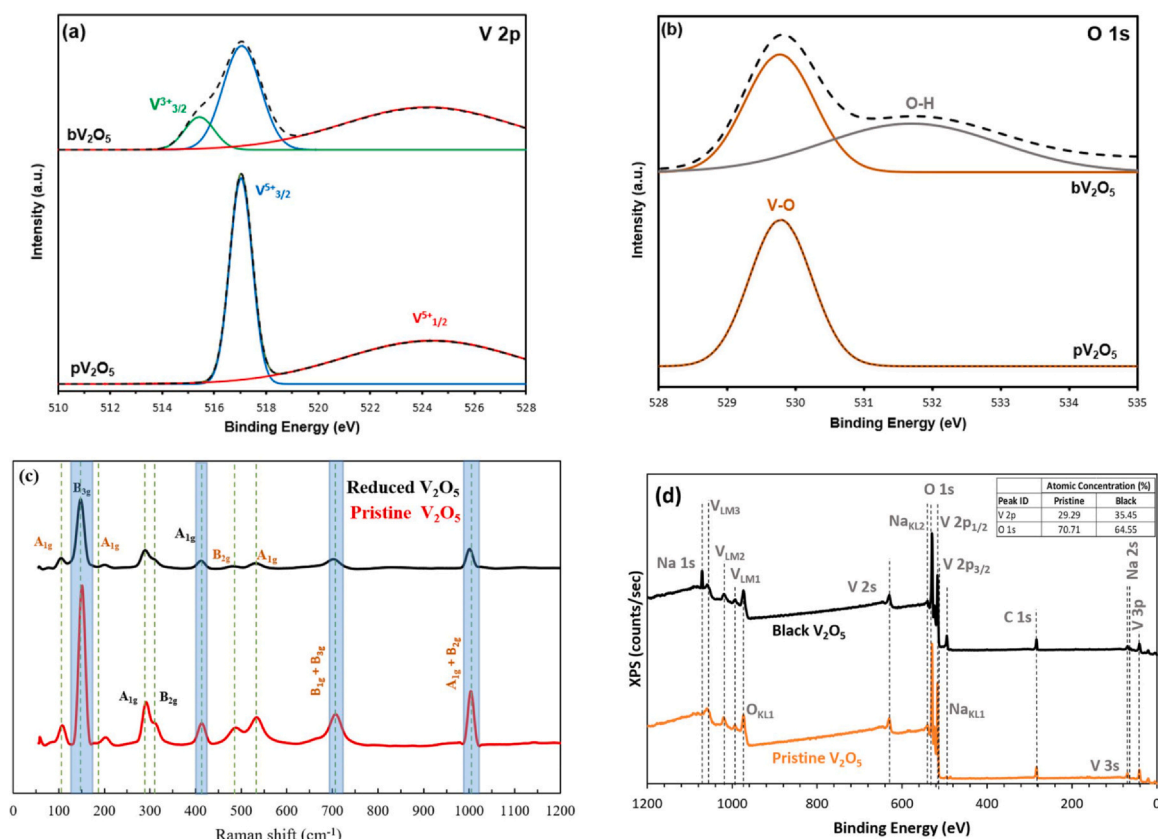 (a)
V 2p
V³⁺₃/₂
bV₂O₅
V⁵⁺₃/₂
V⁵⁺₁/₂
pV₂O₅
Intensity (a.u.)
510 512 514 516 518 520 522 524 526 528
Binding Energy (eV)
(b)
O 1s
O-H
bV₂O₅
V-O
pV₂O₅
Intensity (a.u.)
528 529 530 531 532 533 534 535
Binding Energy (eV)
(c)
B₃g
Reduced V₂O₅
Pristine V₂O₅
A₁g
A₁g
A₁g
B₂g
A₁g
A₁g
B₂g
B₁g + B₃g
A₁g + B₂g
0 100 200 300 400 500 600 700 800 900 1000 1100 1200
Raman shift (cm⁻¹)
(d)
Peak ID Atomic Concentration (%)
Pristine Black
V 2p 29.29 35.45
O 1s 70.71 64.55
V_LM3
O 1s
Na_KL2
V 2p₁/₂
Na 1s
V_LM2
V_LM1
V 2s
V 2p₃/₂
C 1s
Na 2s
V 3p
Black V₂O₅
O_KL1
Na_KL1
Pristine V₂O₅
V 3s
XPS (counts/sec)
1200 1000 800 600 400 200 0
Binding Energy (eV)